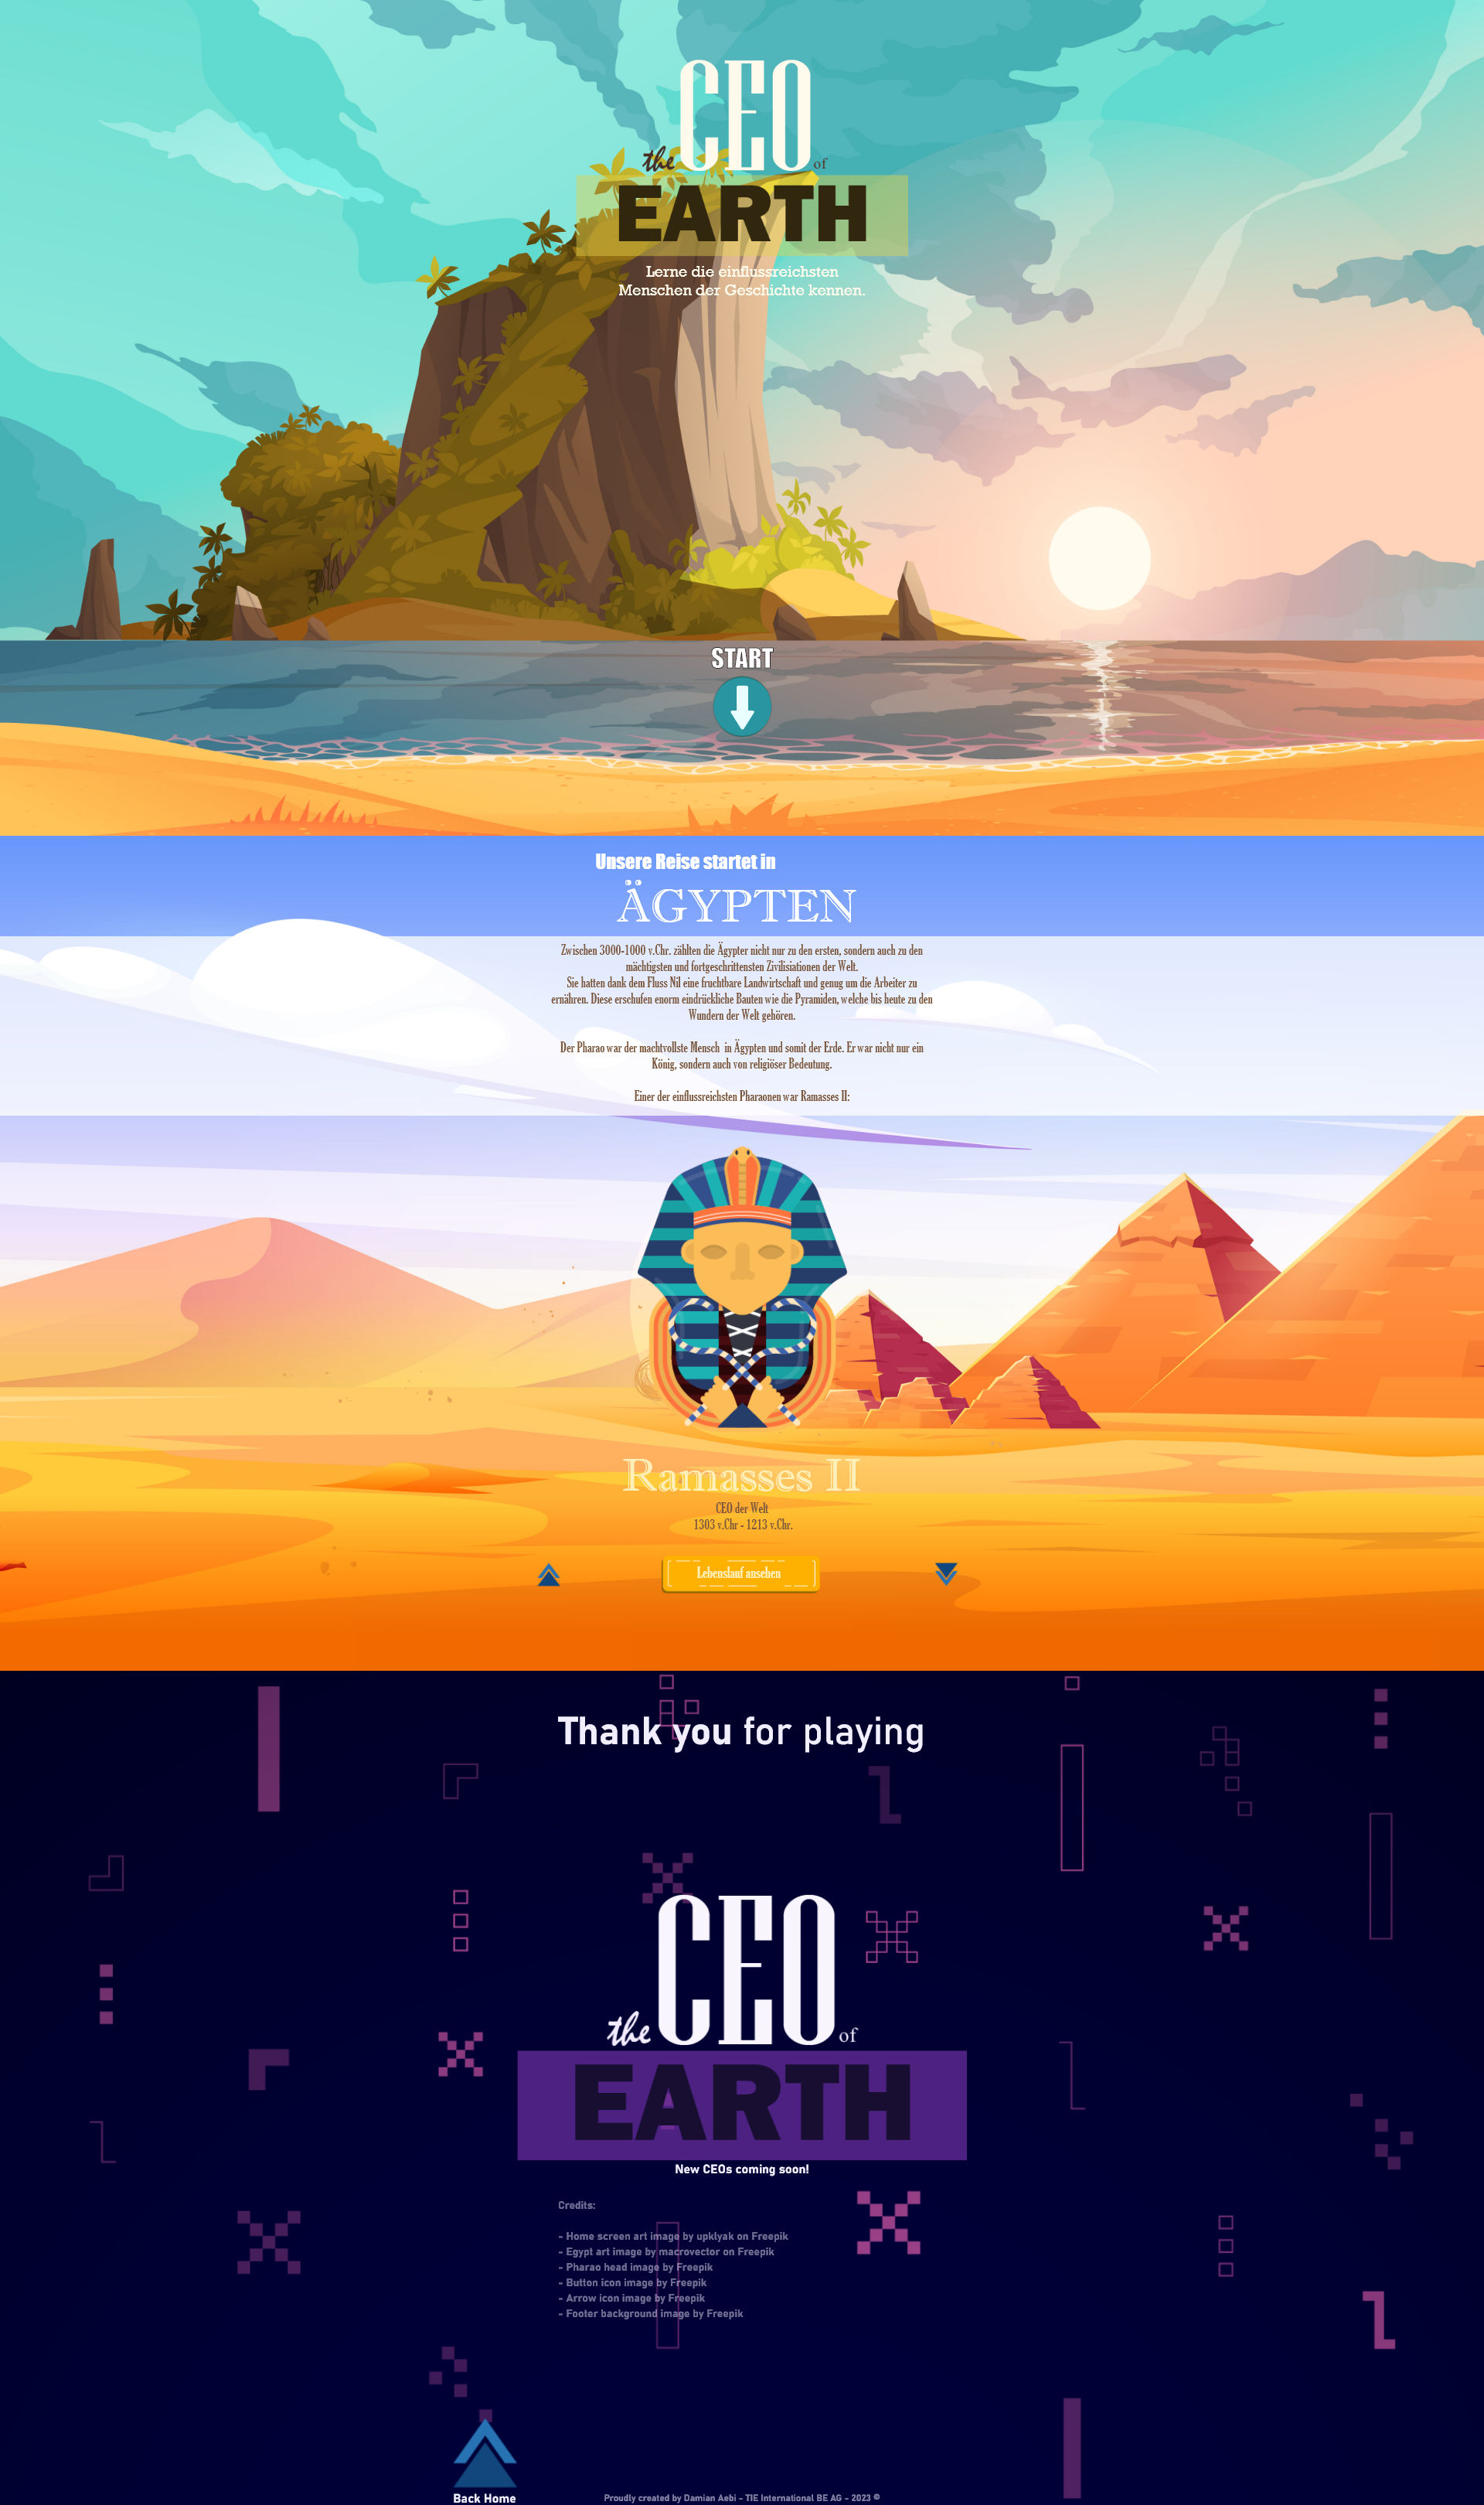 the CEO of
EARTH
Lerne die einflussreichsten
Menschen der Geschichte kennen.
START
Unsere Reise startet in
ÄGYPTEN
Zwischen 3000-1000 v.Chr. zählten die Ägypter nicht nur zu den ersten, sondern auch zu den
mächtigsten und fortgeschrittensten Zivilisiationen der Welt.
Sie hatten dank dem Fluss Nil eine fruchtbare Landwirtschaft und genug um die Arbeiter zu
ernähren. Diese erschufen enorm eindrückliche Bauten wie die Pyramiden, welche bis heute zu den
Wundern der Welt gehören.
Der Pharao war der machtvollste Mensch in Ägypten und somit der Erde. Er war nicht nur ein
König, sondern auch von religiöser Bedeutung.
Einer der einflussreichsten Pharaonen war Ramasses II:
Ramasses II
CEO der Welt
1303 v.Chr - 1213 v.Chr.
Lebenslauf ansehen
Thank you for playing
the CEO of
EARTH
New CEOs coming soon!
Credits:
- Home screen art image by upklyak on Freepik
- Egypt art image by macrovector on Freepik
- Pharao head image by Freepik
- Button icon image by Freepik
- Arrow icon image by Freepik
- Footer background image by Freepik
Back Home
Proudly created by Damian Aebi - TIE International BE AG - 2023 ©